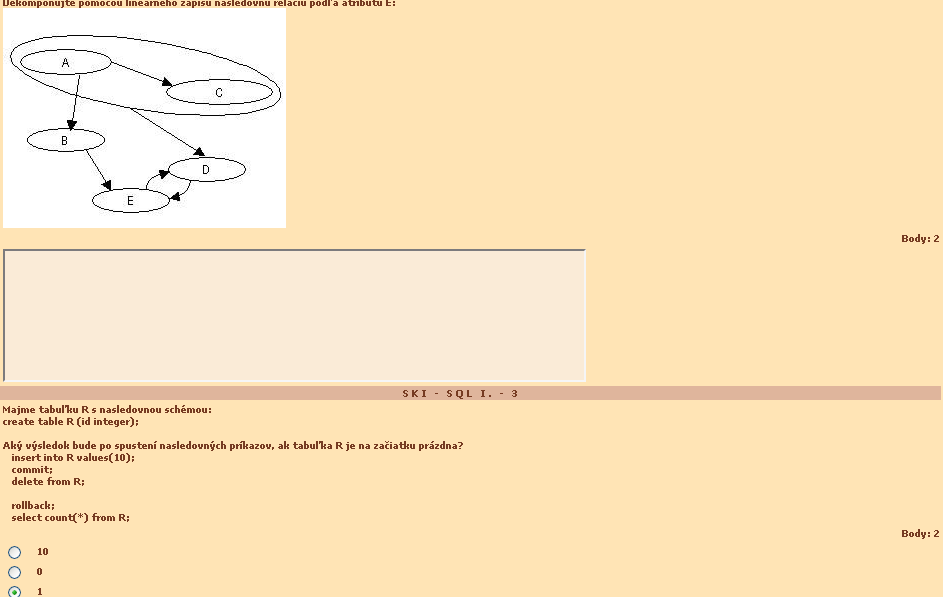 Dekomponujte pomocou lineárneho zápisu nasledovnú reláciu podľa atribútu E:
A
C
B
D
E
Body: 2
SKI - SQL I. - 3
Majme tabuľku R s nasledovnou schémou:
create table R (id integer);
Aký výsledok bude po spustení nasledovných príkazov, ak tabuľka R je na začiatku prázdna?
insert into R values(10);
commit;
delete from R;
rollback;
select count(*) from R;
Body: 2
10
0
1